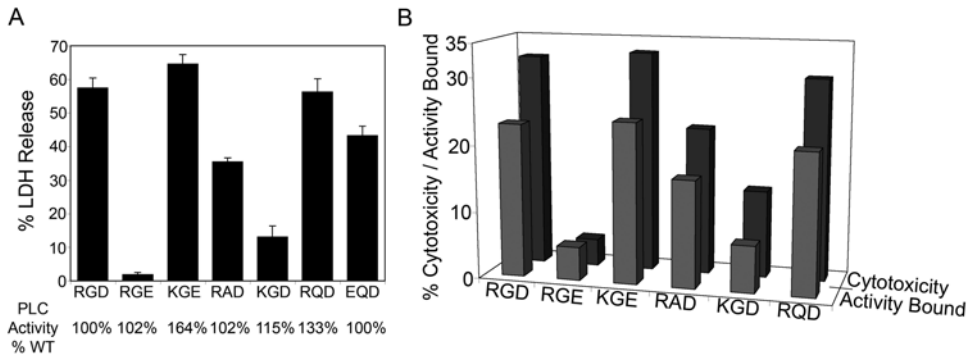 A
% LDH Release
70
60
50
40
30
20
10
0
RGD RGE KGE RAD KGD RQD EQD
PLC
Activity
% WT
100% 102% 164% 102% 115% 133% 100%
B
% Cytotoxicity / Activity Bound
35
30
20
10
0
RGD RGE KGE RAD KGD RQD
Cytotoxicity
Activity Bound